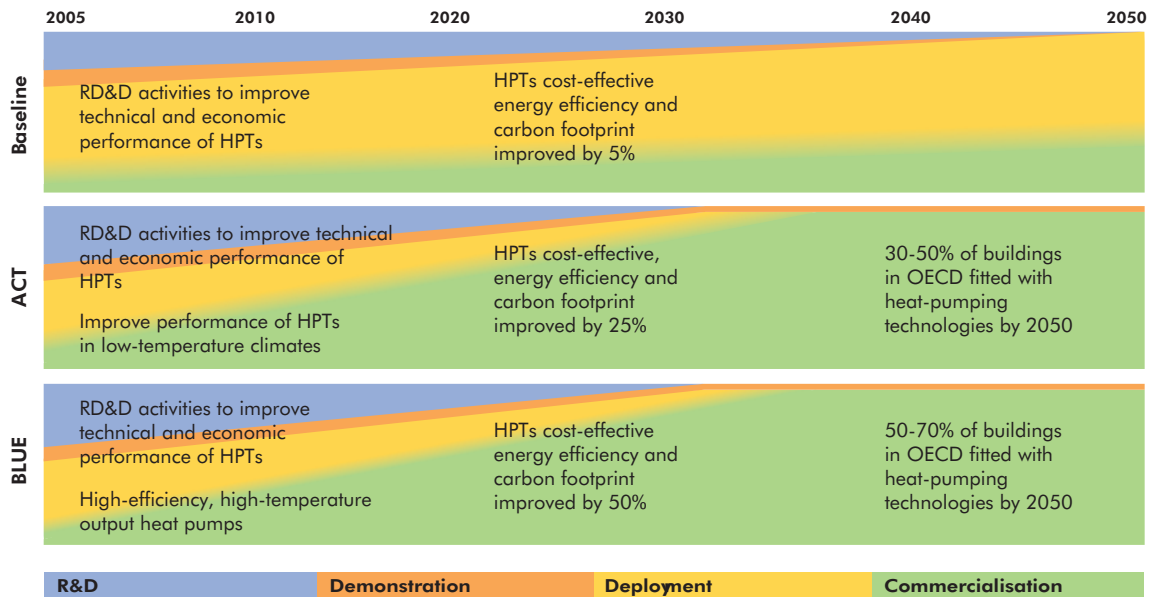 2005 2010 2020 2030 2040 2050
Baseline
RD&D activities to improve
technical and economic
performance of HPTs
HPTs cost-effective
energy efficiency and
carbon footprint
improved by 5%
ACT
RD&D activities to improve technical
and economic performance of
HPTs
Improve performance of HPTs
in low-temperature climates
HPTs cost-effective,
energy efficiency and
carbon footprint
improved by 25%
30-50% of buildings
in OECD fitted with
heat-pumping
technologies by 2050
BLUE
RD&D activities to improve
technical and economic
performance of HPTs
High-efficiency, high-temperature
output heat pumps
HPTs cost-effective
energy efficiency and
carbon footprint
improved by 50%
50-70% of buildings
in OECD fitted with
heat-pumping
technologies by 2050
R&D Demonstration Deployment Commercialisation